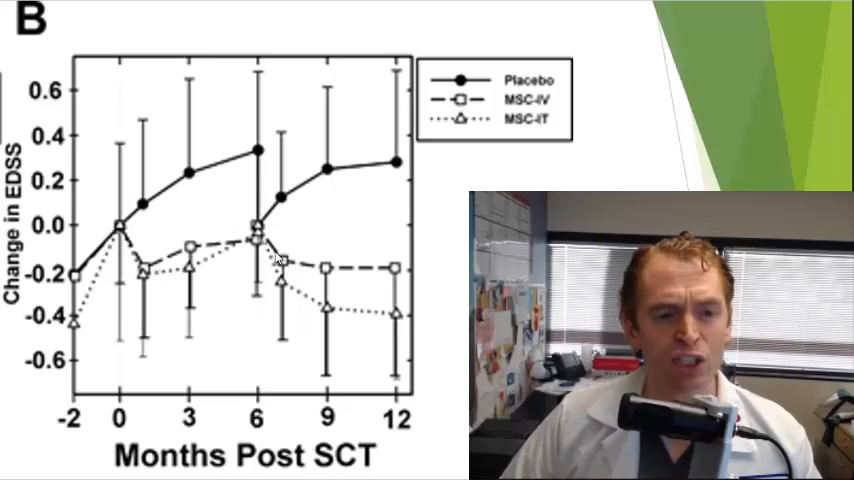 B
0.6
0.4
0.2
0.0
-0.2
-0.4
-0.6
Change in EDSS
-2 0 3 6 9 12
Months Post SCT
Placebo
MSC-IV
MSC-IT